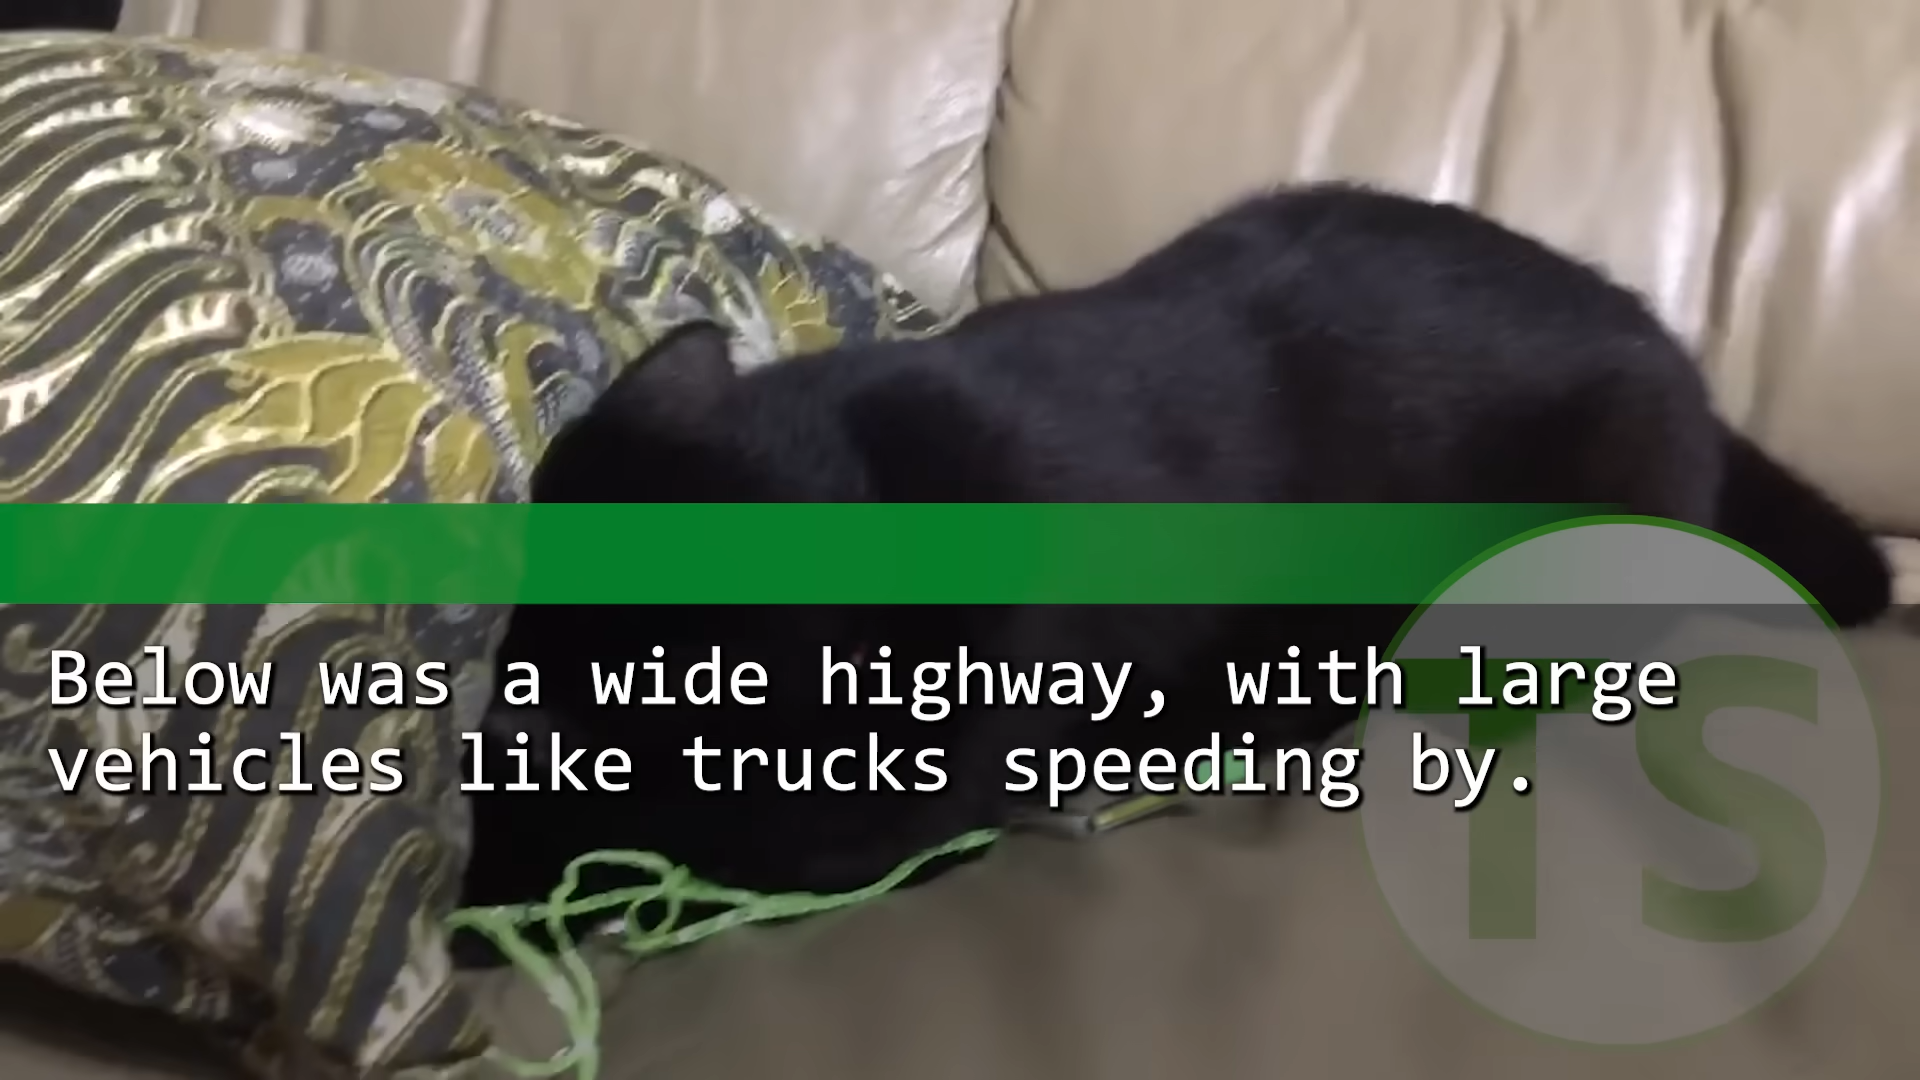 Below was a wide highway, with large
vehicles like trucks speeding by.
TS